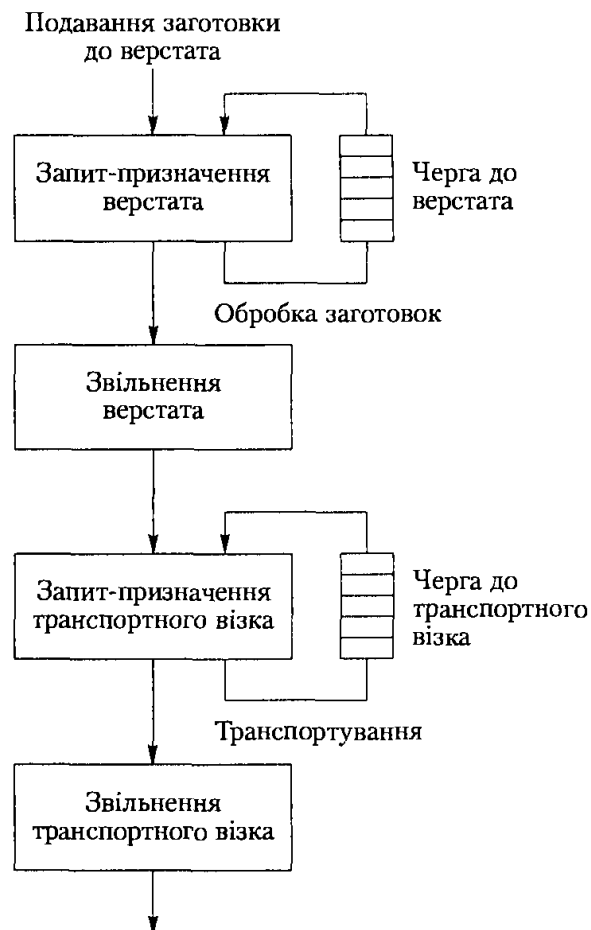 Подавання заготовки
до верстата
Запит-призначення
верстата
Черга до
верстата
Обробка заготовок
Звільнення
верстата
Запит-призначення
транспортного візка
Черга до
транспортного
візка
Транспортування
Звільнення
транспортного візка